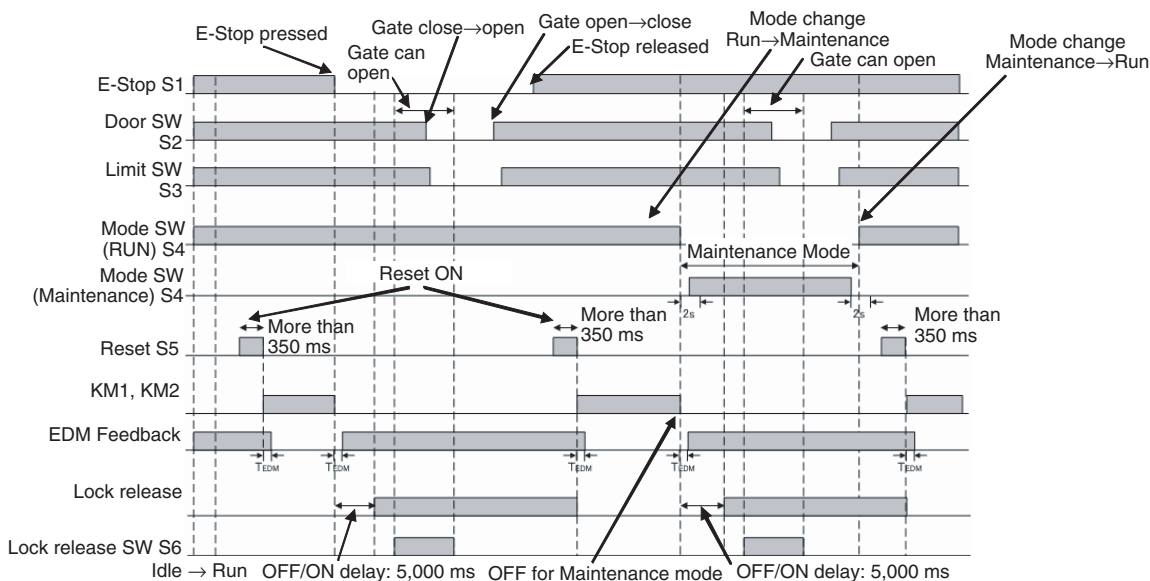 E-Stop pressed
Gate close→open
Gate can
open
Gate open→close
E-Stop released
Mode change
Run→Maintenance
Gate can open
Mode change
Maintenance→Run
E-Stop S1
Door SW
S2
Limit SW
S3
Mode SW
(RUN) S4
Maintenance Mode
Mode SW
(Maintenance) S4
Reset ON
2s
2s
More than
350 ms
More than
350 ms
More than
350 ms
Reset S5
KM1, KM2
EDM Feedback
TEDM
TEDM
TEDM
TEDM
TEDM
Lock release
Lock release SW S6
Idle → Run
OFF/ON delay: 5,000 ms
OFF for Maintenance mode
OFF/ON delay: 5,000 ms